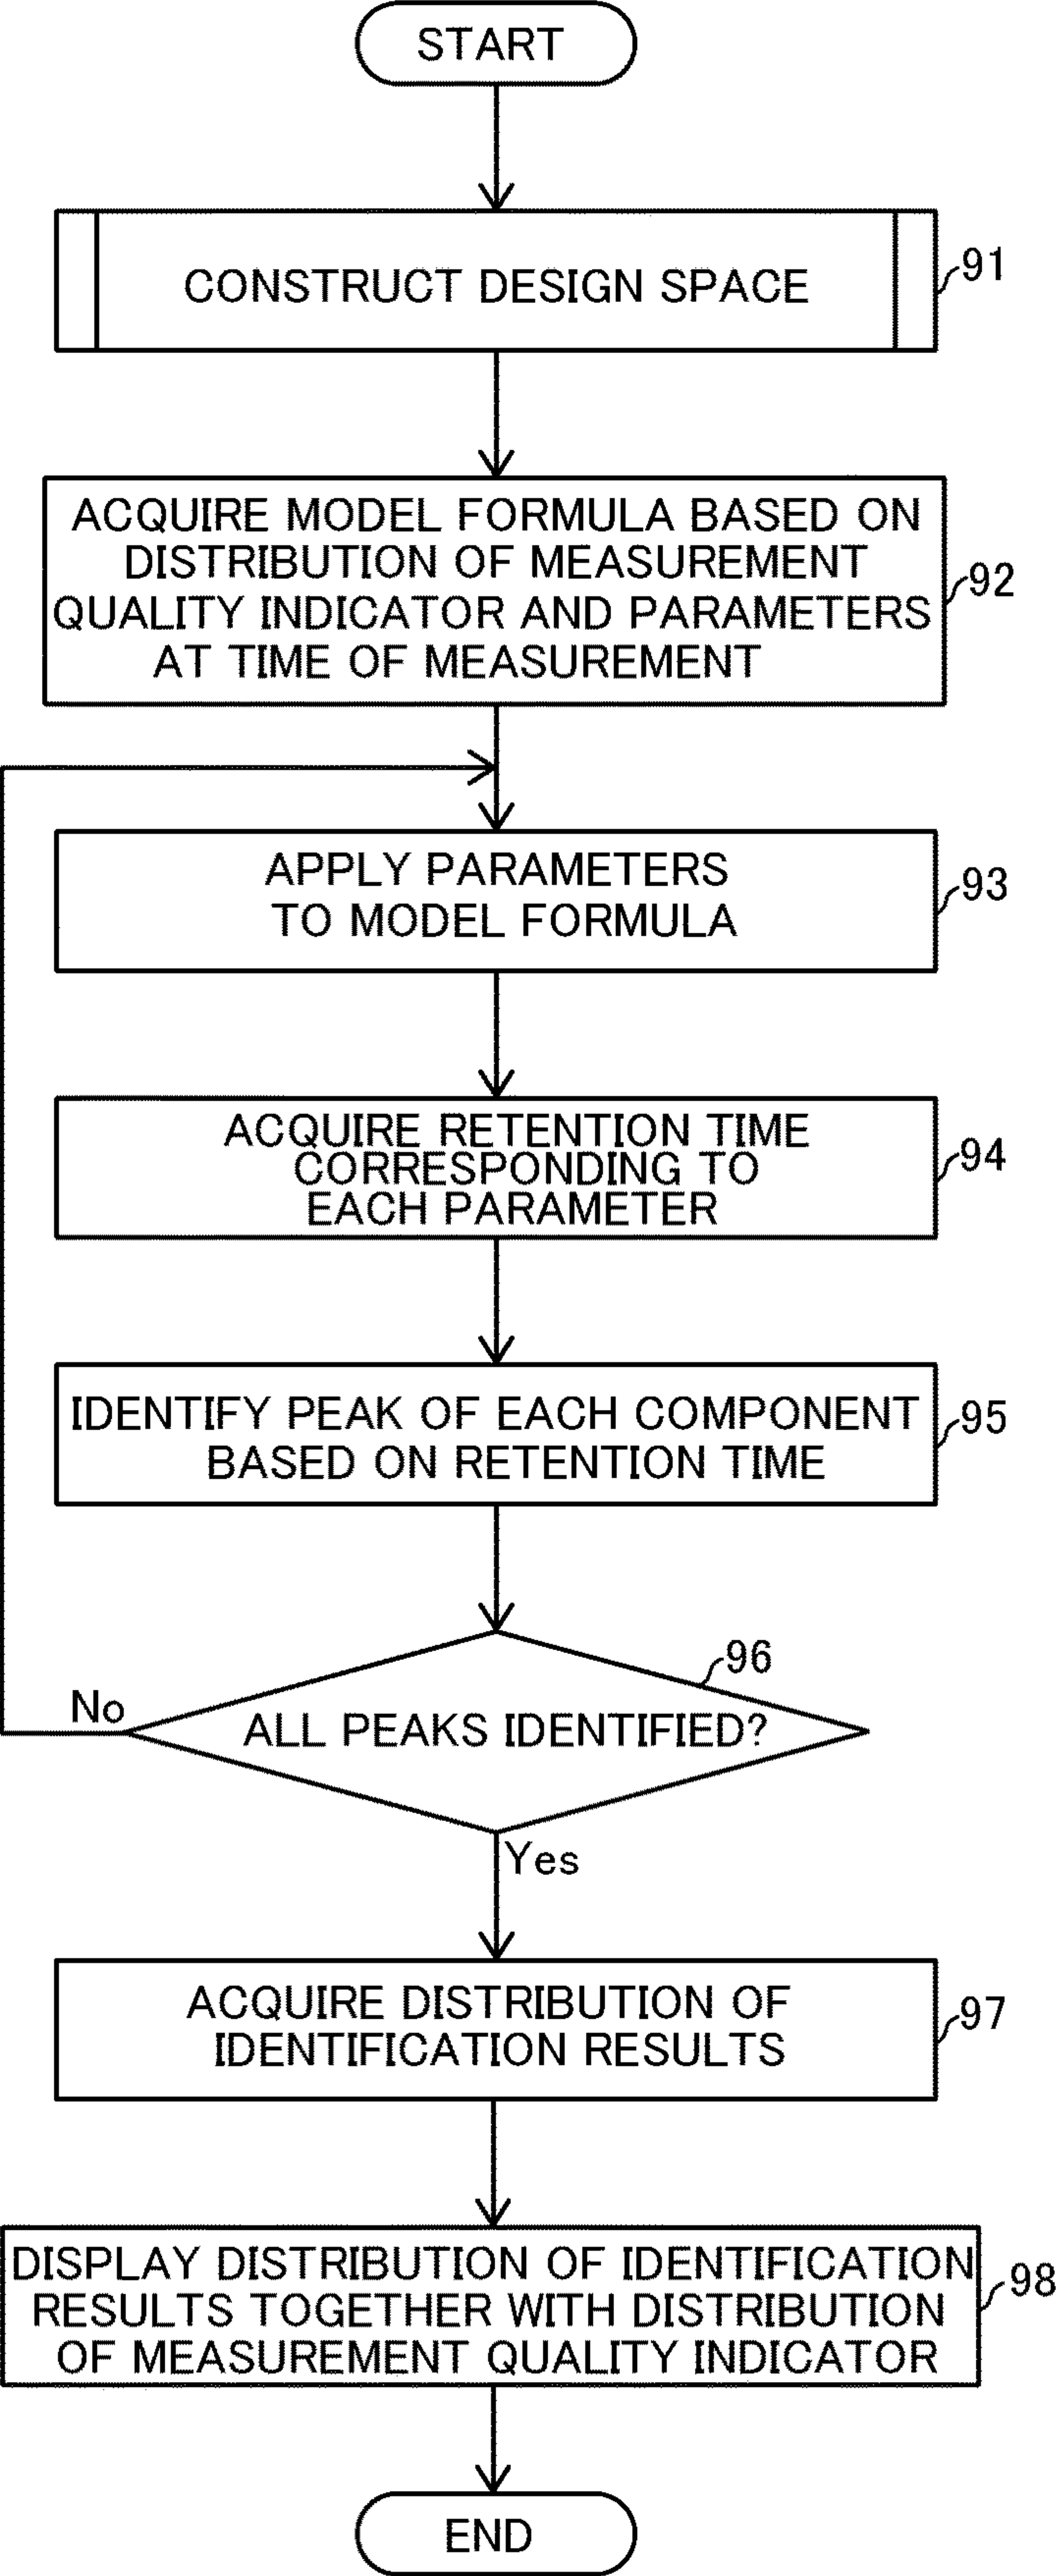 START
CONSTRUCT DESIGN SPACE
91
ACQUIRE MODEL FORMULA BASED ON
DISTRIBUTION OF MEASUREMENT
QUALITY INDICATOR AND PARAMETERS
AT TIME OF MEASUREMENT
92
APPLY PARAMETERS
TO MODEL FORMULA
93
ACQUIRE RETENTION TIME
CORRESPONDING TO
EACH PARAMETER
94
IDENTIFY PEAK OF EACH COMPONENT
BASED ON RETENTION TIME
95
96
No
ALL PEAKS IDENTIFIED?
Yes
ACQUIRE DISTRIBUTION OF
IDENTIFICATION RESULTS
97
DISPLAY DISTRIBUTION OF IDENTIFICATION
RESULTS TOGETHER WITH DISTRIBUTION
OF MEASUREMENT QUALITY INDICATOR
98
END